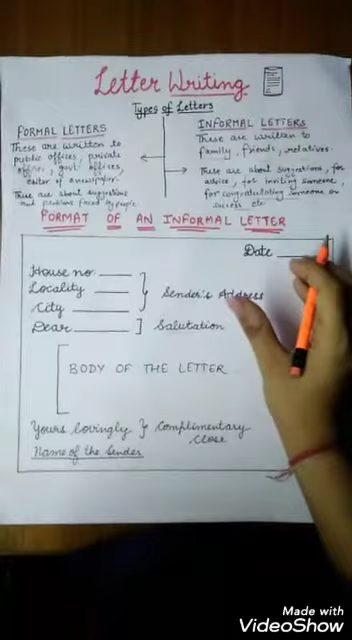 Letter Writing
Types of Letters
FORMAL LETTERS
These are written to
public offices, private
offices, govt offices,
editor of a newspaper.
These are about suggestions
and problems faced by people.
INFORMAL LETTERS
These are written to
family, friends, relatives.
These are about suggestions, for
advice, for inviting someone,
for congratulating someone on
success etc.
FORMAT OF AN INFORMAL LETTER
Date
House no.
Locality
City
Sender's Address
Dear
Salutation
BODY OF THE LETTER
Yours lovingly
Complimentary
close
Name of the Sender
Made with
VideoShow